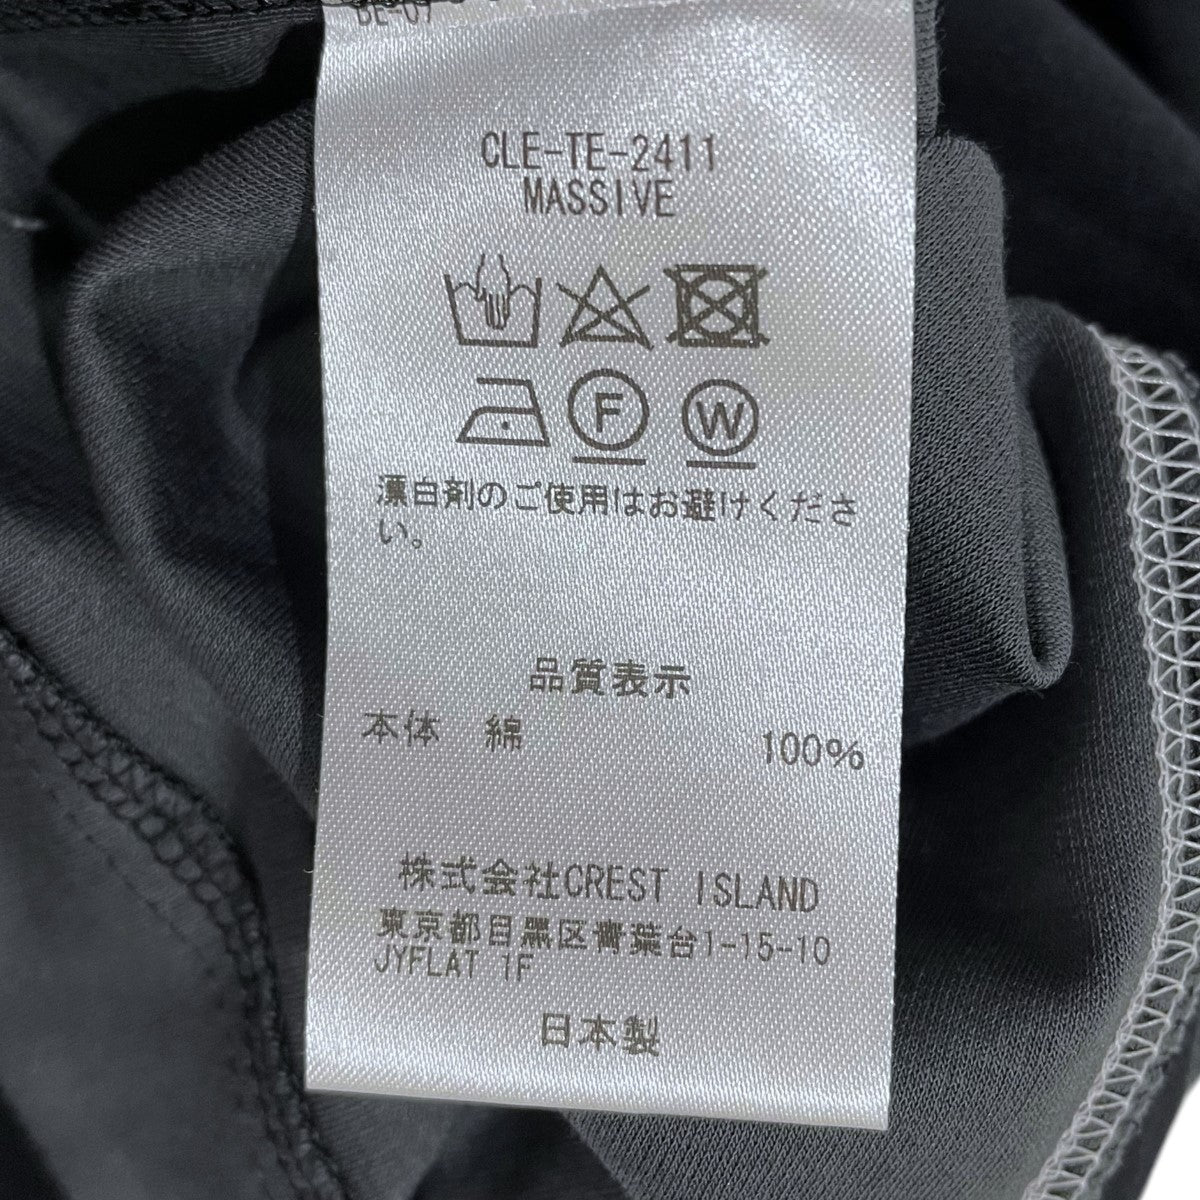 CLE-TE-2411
MASSIVE
F W
漂白剤のご使用はお避けくださ
い。
品質表示
本体 綿 100%
株式会社CREST ISLAND
東京都目黒区青葉台1-15-10
JYFLAT 1F
日本製